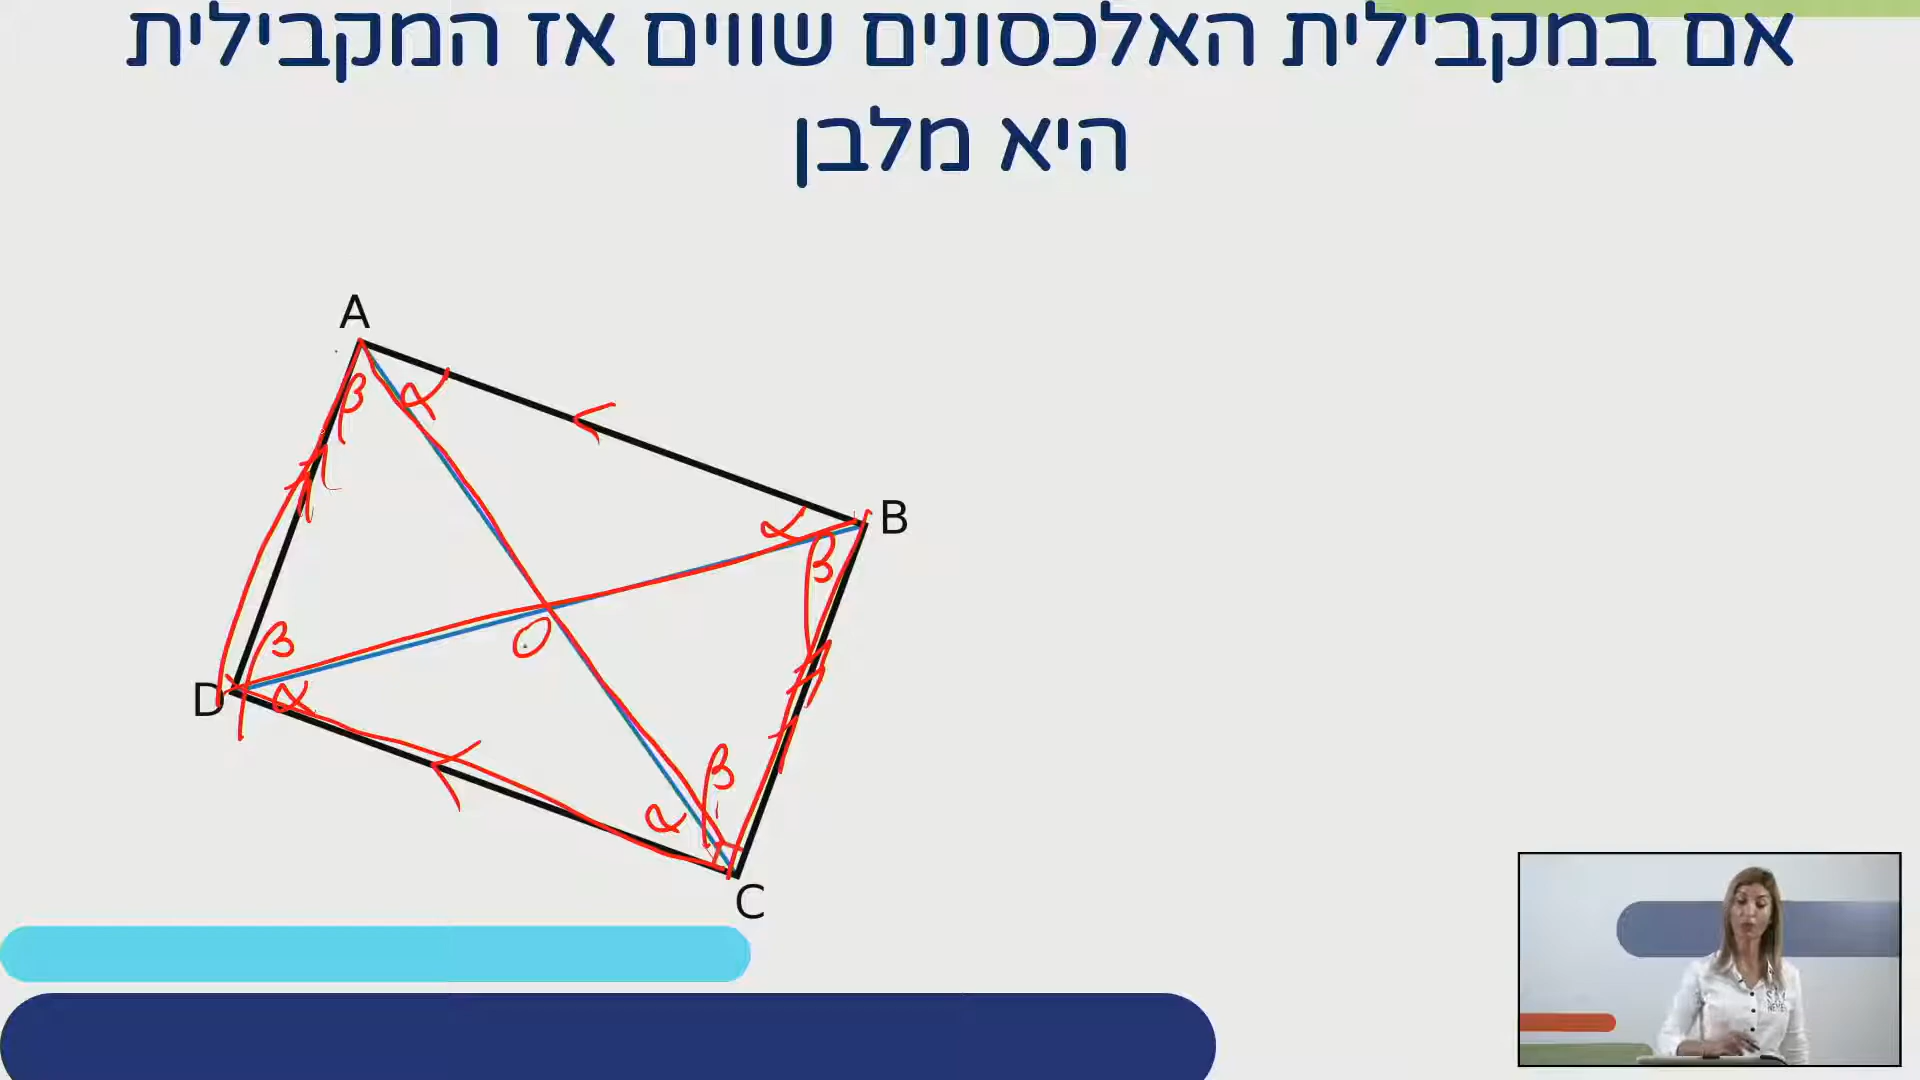 אם במקבילית האלכסונים שווים אז המקבילית
היא מלבן
A
β α
B
α
β
O
β
D
α
β
α
C